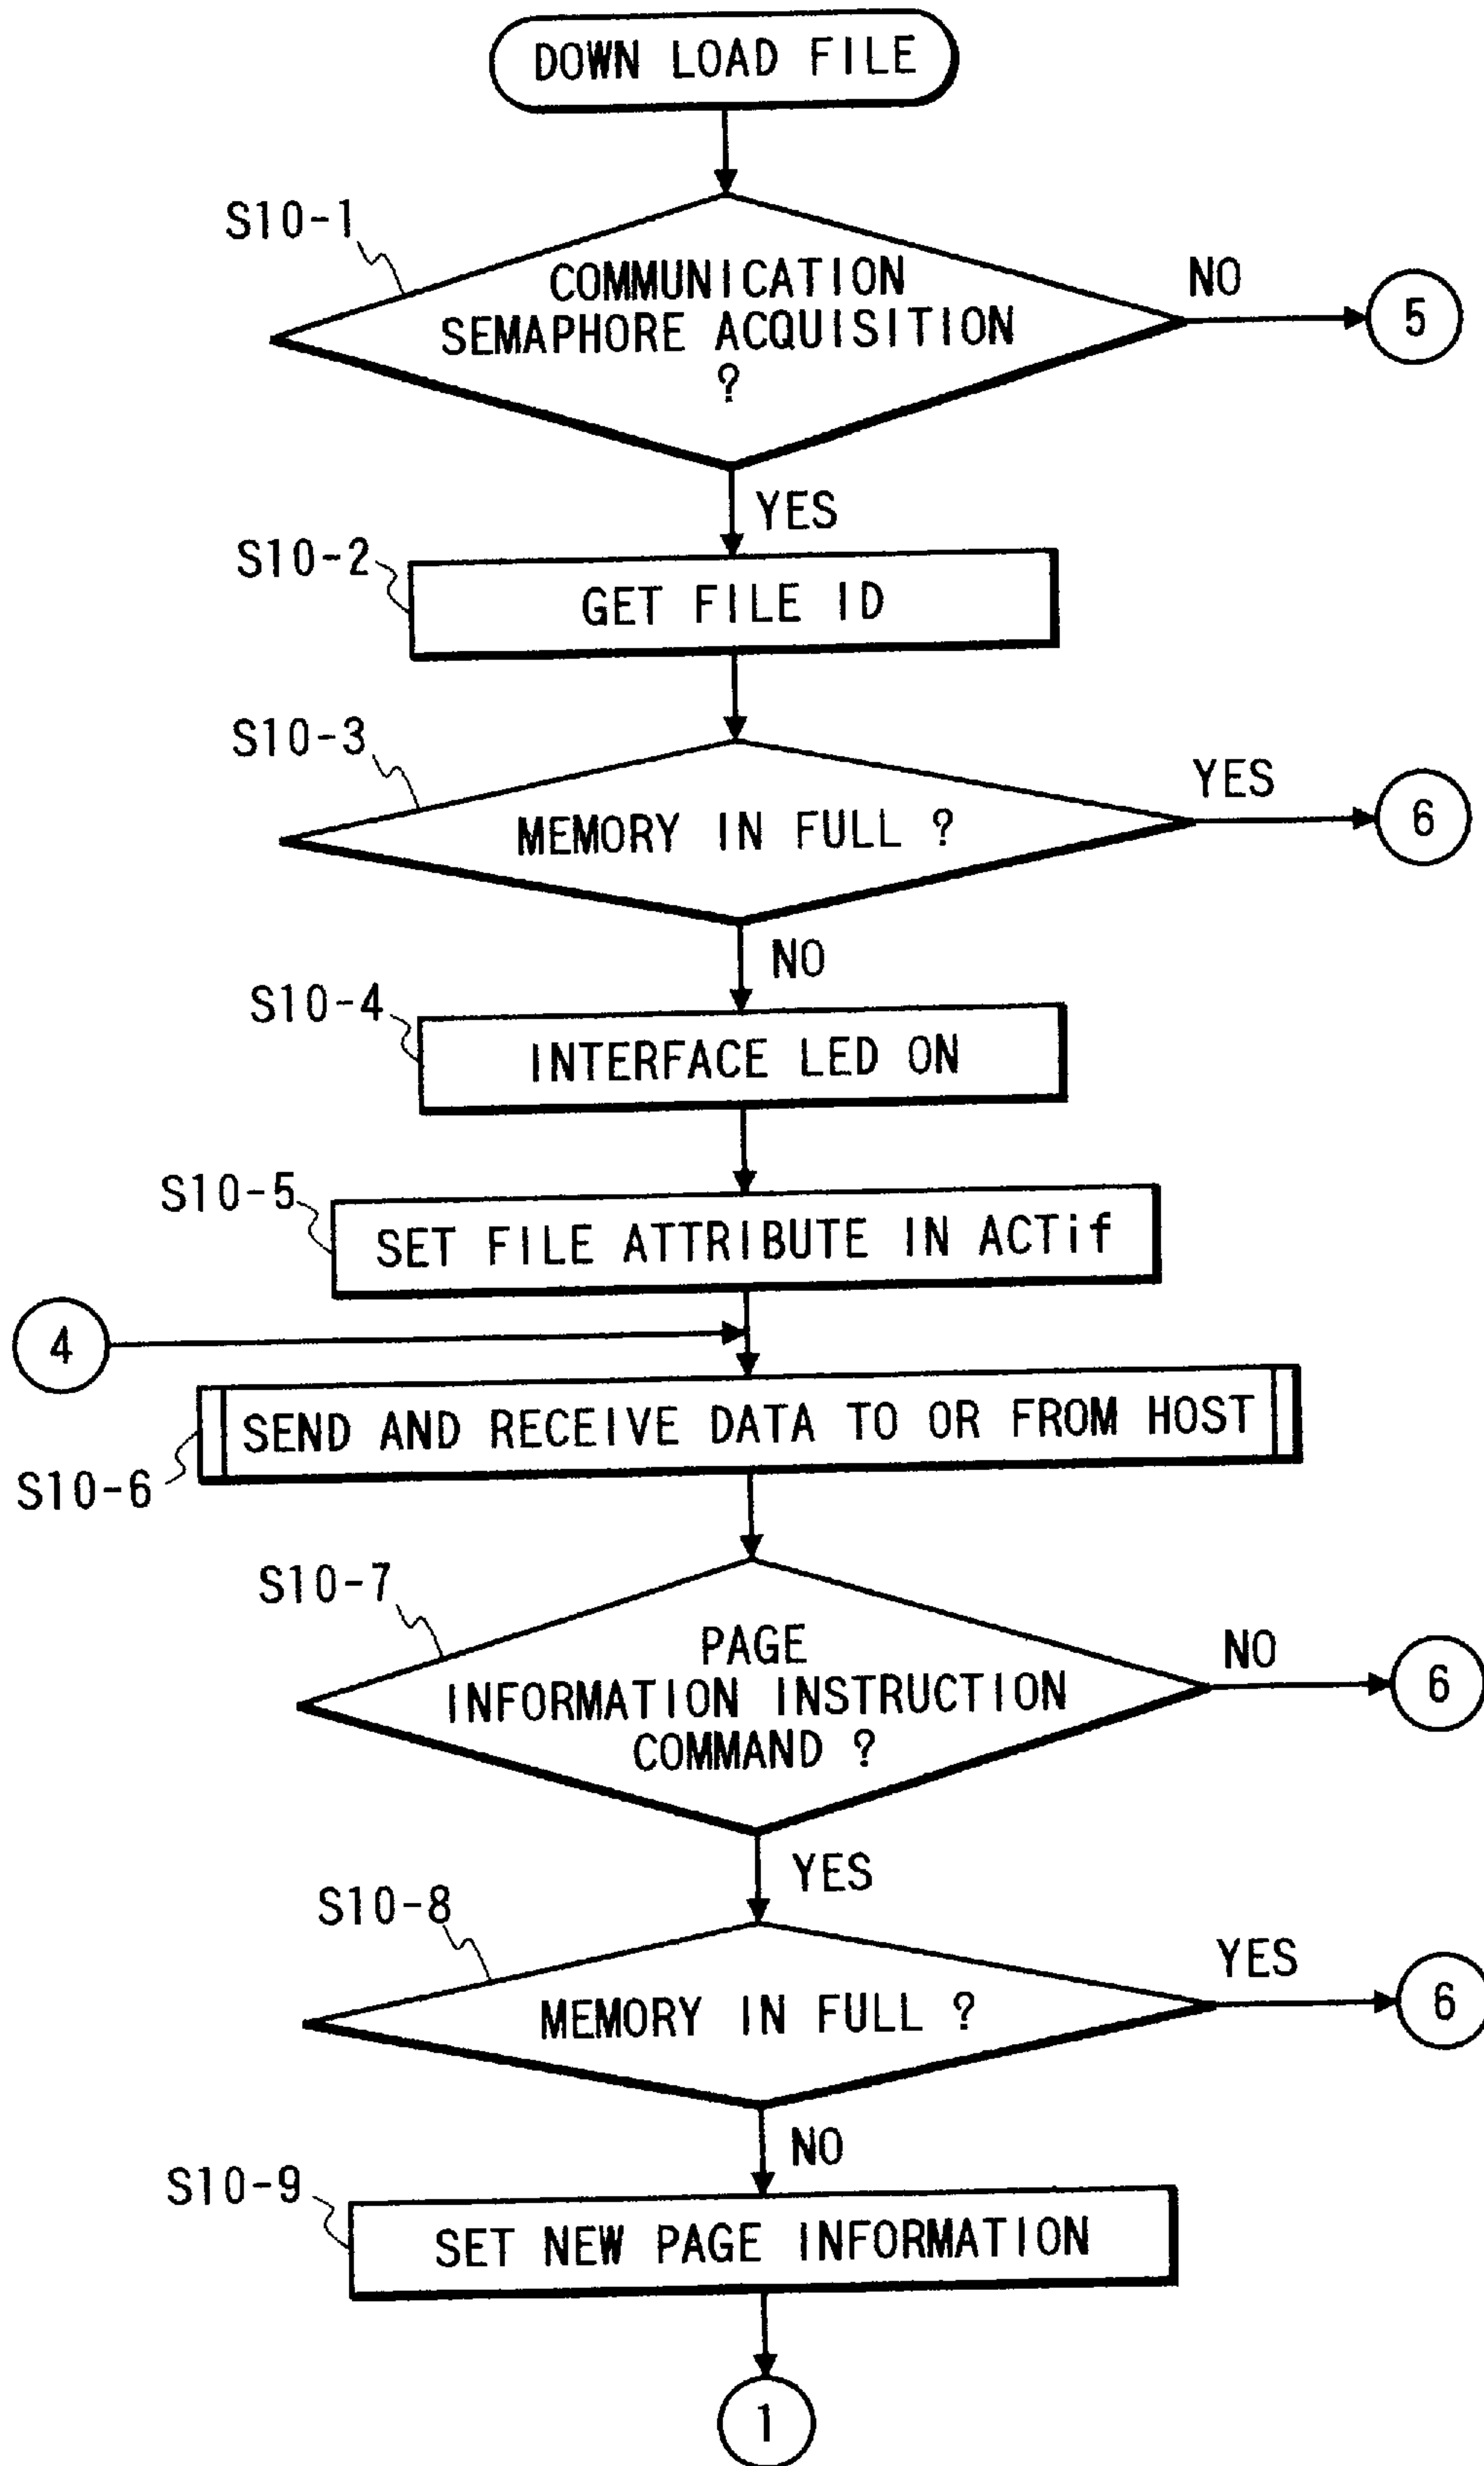 DOWN LOAD FILE
S10-1
COMMUNICATION
SEMAPHORE ACQUISITION
?
NO
5
YES
S10-2
GET FILE ID
S10-3
MEMORY IN FULL ?
YES
6
NO
S10-4
INTERFACE LED ON
S10-5
SET FILE ATTRIBUTE IN ACTif
4
SEND AND RECEIVE DATA TO OR FROM HOST
S10-6
S10-7
PAGE
INFORMATION INSTRUCTION
COMMAND ?
NO
6
YES
S10-8
MEMORY IN FULL ?
YES
6
NO
S10-9
SET NEW PAGE INFORMATION
1